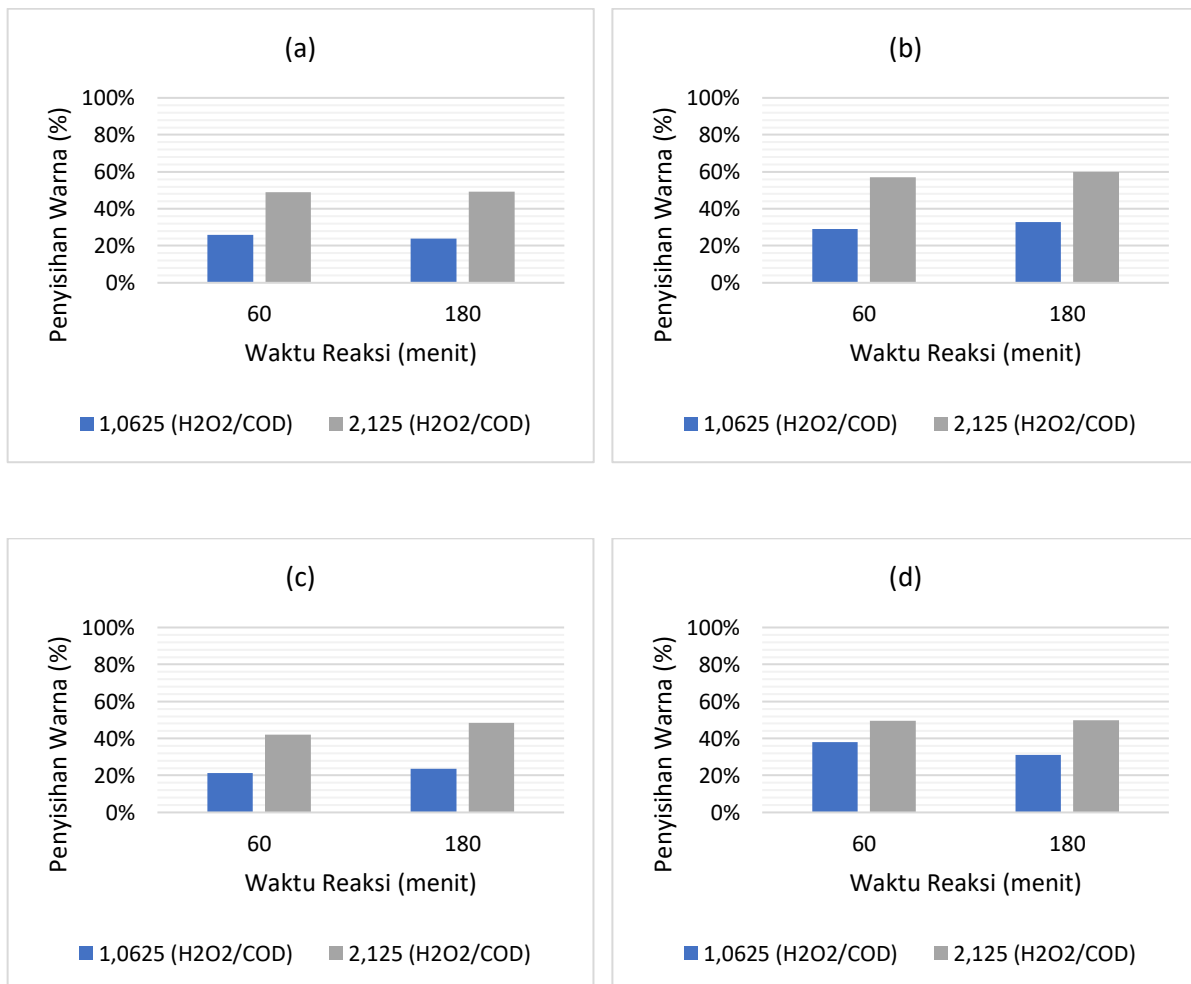 (a)
Penyisihan Warna (%)
100%
80%
60%
40%
20%
0%
60 180
Waktu Reaksi (menit)
1,0625 (H2O2/COD) 2,125 (H2O2/COD)
(b)
Penyisihan Warna (%)
100%
80%
60%
40%
20%
0%
60 180
Waktu Reaksi (menit)
1,0625 (H2O2/COD) 2,125 (H2O2/COD)
(c)
Penyisihan Warna (%)
100%
80%
60%
40%
20%
0%
60 180
Waktu Reaksi (menit)
1,0625 (H2O2/COD) 2,125 (H2O2/COD)
(d)
Penyisihan Warna (%)
100%
80%
60%
40%
20%
0%
60 180
Waktu Reaksi (menit)
1,0625 (H2O2/COD) 2,125 (H2O2/COD)